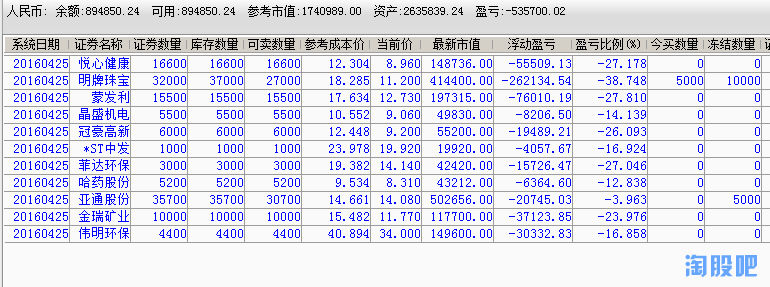 人民币: 余额:894850.24 可用:894850.24 参考市值:1740989.00 资产:2635839.24 盈亏:-535700.02
系统日期 证券名称 证券数量 库存数量 可卖数量 参考成本价 当前价 最新市值 浮动盈亏 盈亏比例(%) 今买数量 冻结数量
20160425 悦心健康 16600 16600 16600 12.304 8.960 148736.00 -55509.13 -27.178 0 0
20160425 明牌珠宝 32000 37000 27000 18.285 11.200 414400.00 -262134.54 -38.748 5000 10000
20160425 蒙发利 15500 15500 15500 17.634 12.730 197315.00 -76010.19 -27.810 0 0
20160425 晶盛机电 5500 5500 5500 10.552 9.060 49830.00 -8206.50 -14.139 0 0
20160425 冠豪高新 6000 6000 6000 12.448 9.200 55200.00 -19489.21 -26.093 0 0
20160425 *ST中发 1000 1000 1000 23.978 19.920 19920.00 -4057.67 -16.924 0 0
20160425 菲达环保 3000 3000 3000 19.382 14.140 42420.00 -15726.47 -27.046 0 0
20160425 哈药股份 5200 5200 5200 9.534 8.310 43212.00 -6364.60 -12.838 0 0
20160425 亚通股份 35700 35700 30700 14.661 14.080 502656.00 -20745.03 -3.963 0 5000
20160425 金瑞矿业 10000 10000 10000 15.482 11.770 117700.00 -37123.85 -23.976 0 0
20160425 伟明环保 4400 4400 4400 40.894 34.000 149600.00 -30332.83 -16.858 0 0
淘股吧